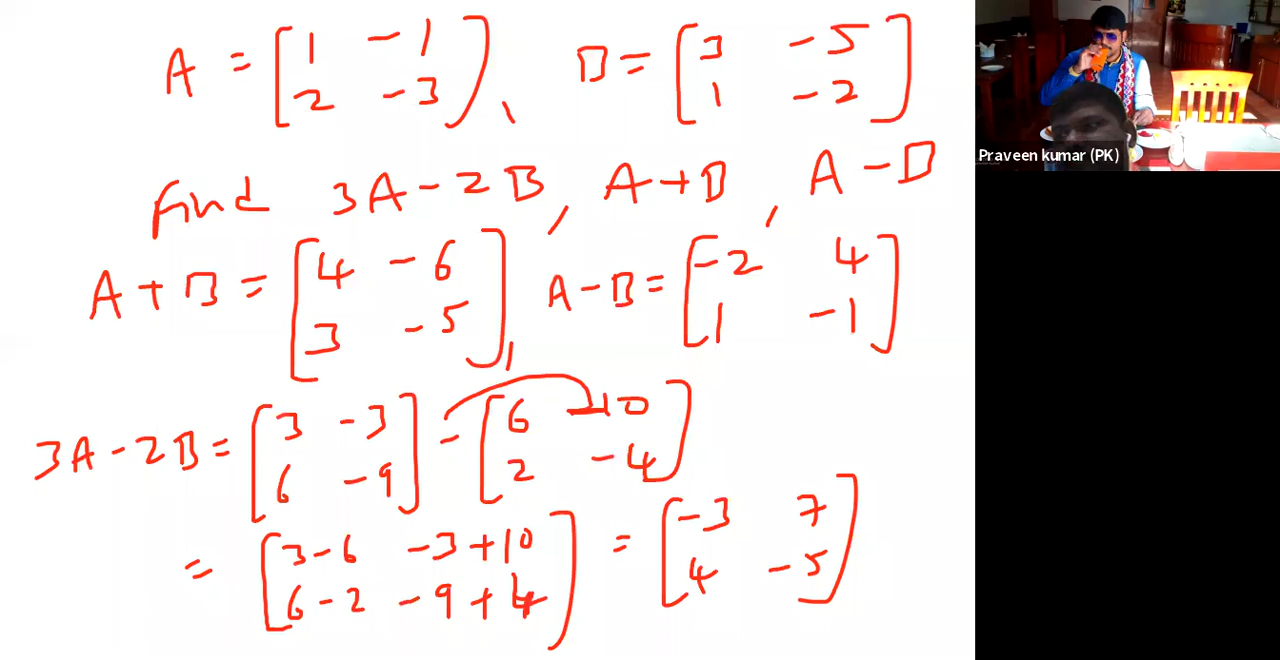 A = [1 -1
2 -3], B = [3 -5
1 -2]
Find 3A - 2B, A + B, A - B
A + B = [4 -6
3 -5], A - B = [-2 4
1 -1]
3A - 2B = [3 -3
6 -9] - [6 -10
2 -4]
= [3-6 -3+10
6-2 -9+4] = [-3 7
4 -5]
Praveen kumar (PK)